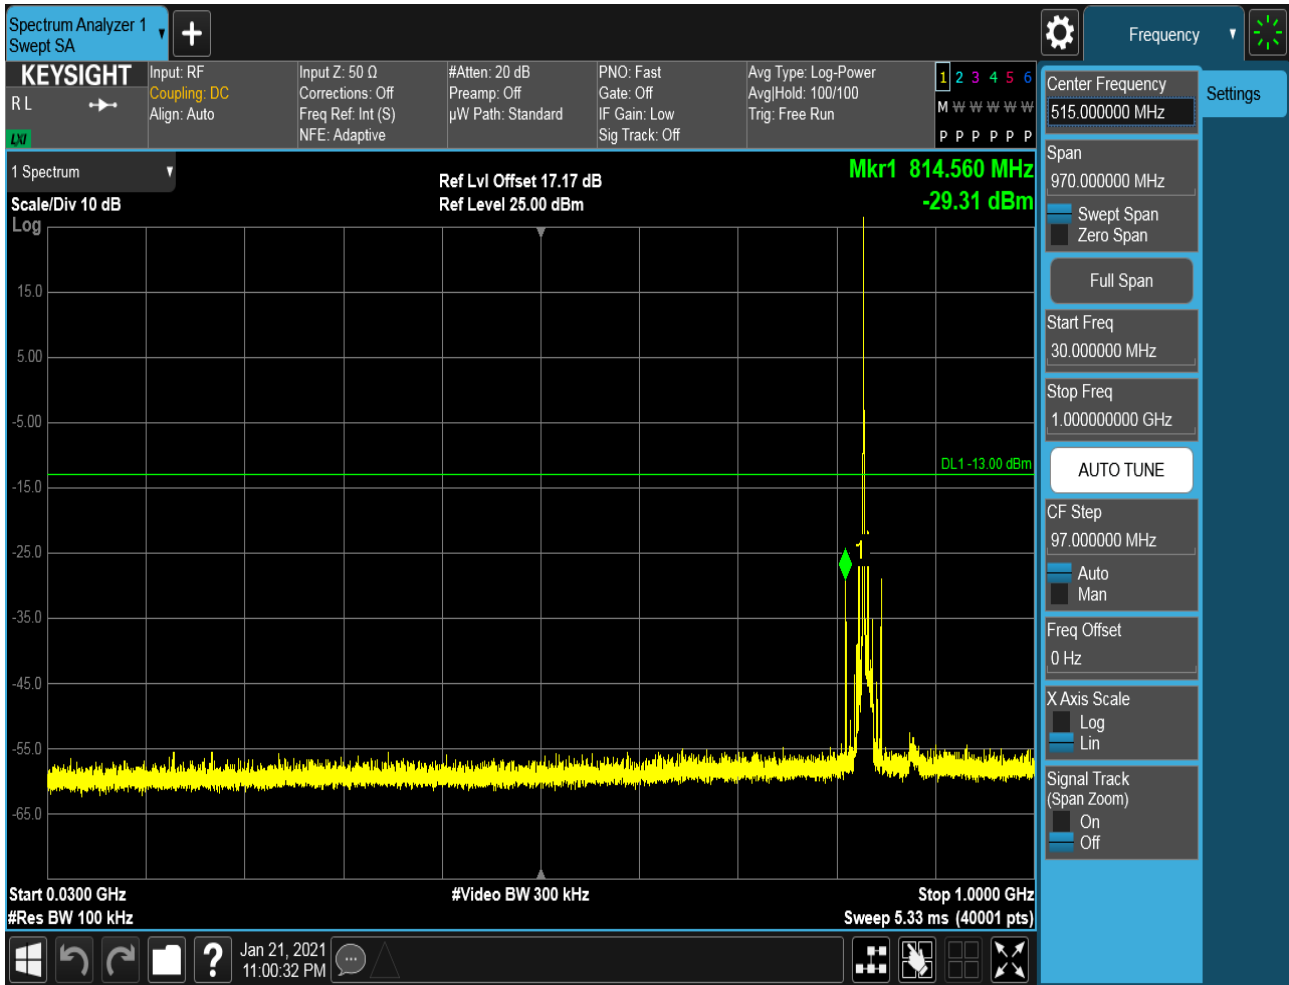 Spectrum Analyzer 1
Swept SA
Frequency
KEYSIGHT
R L
LXI
Input: RF
Coupling: DC
Align: Auto
Input Z: 50 Ω
Corrections: Off
Freq Ref: Int (S)
NFE: Adaptive
#Atten: 20 dB
Preamp: Off
µW Path: Standard
PNO: Fast
Gate: Off
IF Gain: Low
Sig Track: Off
Avg Type: Log-Power
Avg|Hold: 100/100
Trig: Free Run
1 2 3 4 5 6
M W W W W W
P P P P P P
1 Spectrum
Scale/Div 10 dB
Log
Ref Lvl Offset 17.17 dB
Ref Level 25.00 dBm
Mkr1 814.560 MHz
-29.31 dBm
15.0
5.00
-5.00
DL1 -13.00 dBm
-15.0
1
-25.0
-35.0
-45.0
-55.0
-65.0
Start 0.0300 GHz
#Res BW 100 kHz
#Video BW 300 kHz
Stop 1.0000 GHz
Sweep 5.33 ms (40001 pts)
Center Frequency
515.000000 MHz
Settings
Span
970.000000 MHz
Swept Span
Zero Span
Full Span
Start Freq
30.000000 MHz
Stop Freq
1.000000000 GHz
AUTO TUNE
CF Step
97.000000 MHz
Auto
Man
Freq Offset
0 Hz
X Axis Scale
Log
Lin
Signal Track
(Span Zoom)
On
Off
?
Jan 21, 2021
11:00:32 PM